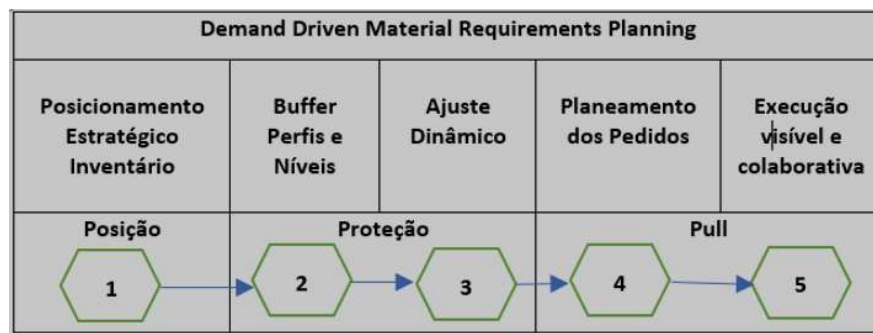 Demand Driven Material Requirements Planning
Posicionamento
Estratégico
Inventário
Buffer
Perfis e
Níveis
Ajuste
Dinâmico
Planeamento
dos Pedidos
Execução
visível e
colaborativa
Posição
Proteção
Pull
1
2
3
4
5